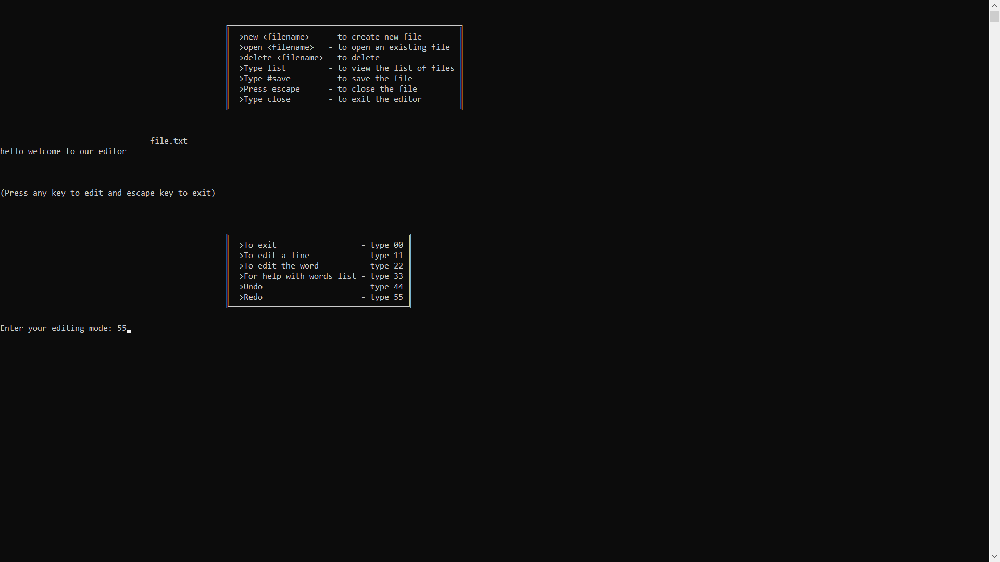 >new <filename>    - to create new file
>open <filename>   - to open an existing file
>delete <filename> - to delete
>Type list         - to view the list of files
>Type #save        - to save the file
>Press escape      - to close the file
>Type close        - to exit the editor
file.txt
hello welcome to our editor
(Press any key to edit and escape key to exit)
>To exit                  - type 00
>To edit a line           - type 11
>To edit the word         - type 22
>For help with words list - type 33
>Undo                     - type 44
>Redo                     - type 55
Enter your editing mode: 55